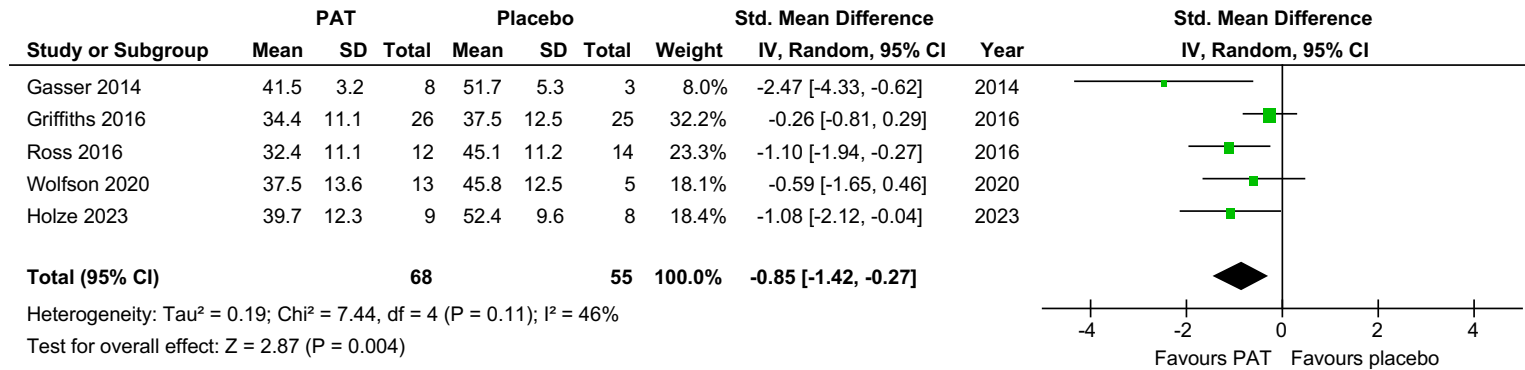 PAT Placebo Std. Mean Difference Std. Mean Difference
Study or Subgroup Mean SD Total Mean SD Total Weight IV, Random, 95% CI Year IV, Random, 95% CI
Gasser 2014 41.5 3.2 8 51.7 5.3 3 8.0% -2.47 [-4.33, -0.62] 2014
Griffiths 2016 34.4 11.1 26 37.5 12.5 25 32.2% -0.26 [-0.81, 0.29] 2016
Ross 2016 32.4 11.1 12 45.1 11.2 14 23.3% -1.10 [-1.94, -0.27] 2016
Wolfson 2020 37.5 13.6 13 45.8 12.5 5 18.1% -0.59 [-1.65, 0.46] 2020
Holze 2023 39.7 12.3 9 52.4 9.6 8 18.4% -1.08 [-2.12, -0.04] 2023
Total (95% CI) 68 55 100.0% -0.85 [-1.42, -0.27]
Heterogeneity: Tau² = 0.19; Chi² = 7.44, df = 4 (P = 0.11); I² = 46%
Test for overall effect: Z = 2.87 (P = 0.004)
-4 -2 0 2 4
Favours PAT Favours placebo